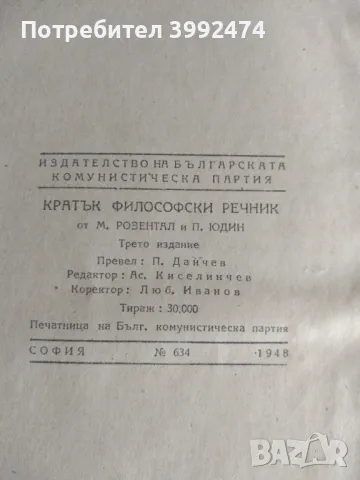 Потребител 3992474
ИЗДАТЕЛСТВО НА БЪЛГАРСКАТА
КОМУНИСТИЧЕСКА ПАРТИЯ
КРАТЪК ФИЛОСОФСКИ РЕЧНИК
от М. РОЗЕНТАЛ и П. ЮДИН
Трето издание
Превел: П. Данчев
Редактор: Ас. Киселинчев
Коректор: Люб. Иванов
Тираж: 30,000
Печатница на Бълг. комунистическа партия
СОФИЯ № 634 · 1948
BAZAR